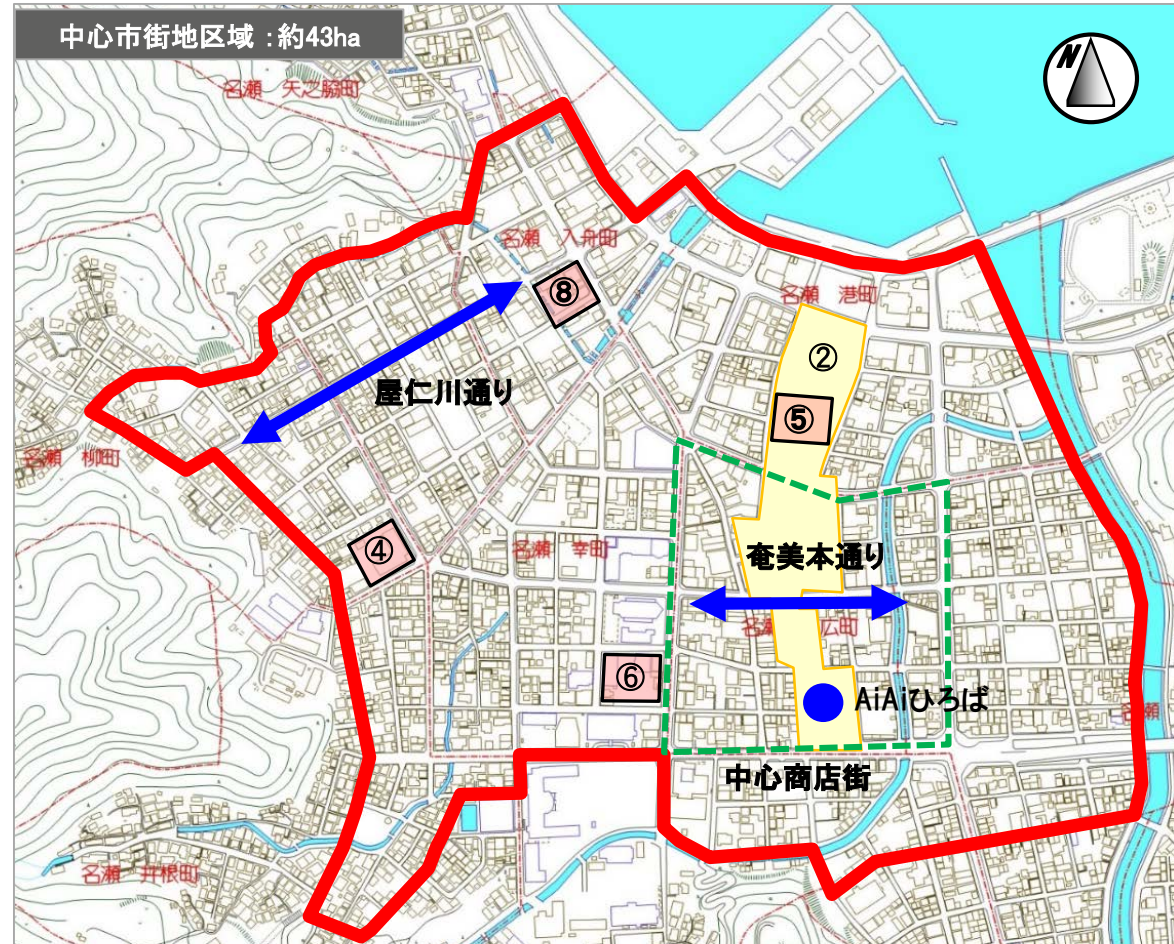 中心市街地区域：約43ha
N
名瀬 矢之脇町
名瀬 入舟町
⑧
名瀬 港町
②
屋仁川通り
⑤
名瀬 柳町
④
名瀬 幸町
奄美本通り
名瀬 広町
⑥
AiAiひろば
名瀬
中心商店街
名瀬 井根町